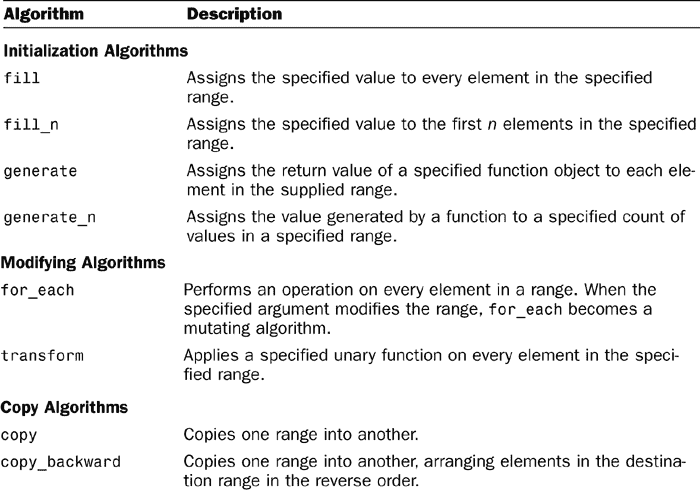 Algorithm Description
Initialization Algorithms
fill Assigns the specified value to every element in the specified
range.
fill_n Assigns the specified value to the first n elements in the specified
range.
generate Assigns the return value of a specified function object to each ele-
ment in the supplied range.
generate_n Assigns the value generated by a function to a specified count of
values in a specified range.
Modifying Algorithms
for_each Performs an operation on every element in a range. When the
specified argument modifies the range, for_each becomes a
mutating algorithm.
transform Applies a specified unary function on every element in the speci-
fied range.
Copy Algorithms
copy Copies one range into another.
copy_backward Copies one range into another, arranging elements in the destina-
tion range in the reverse order.